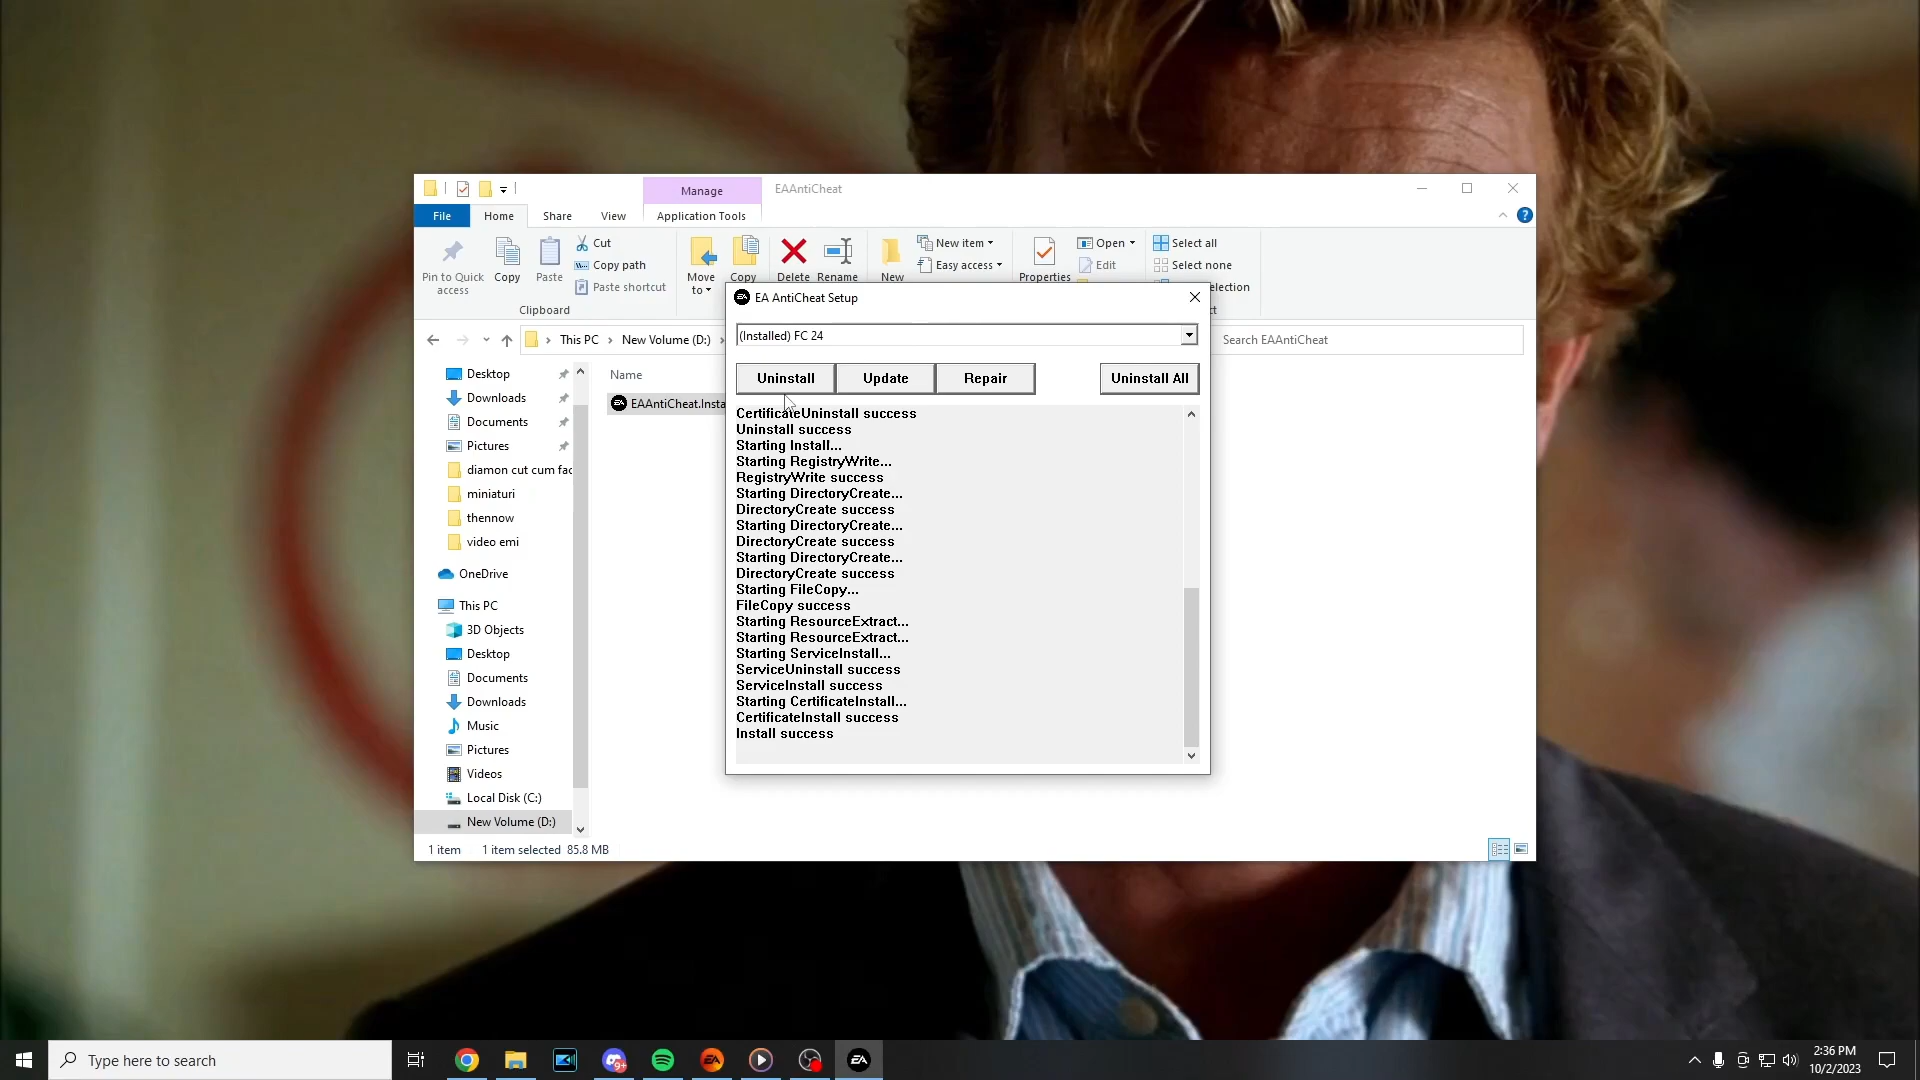 Manage
EAAntiCheat
File
Home
Share
View
Application Tools
Pin to Quick access
Copy
Paste
Cut
Copy path
Paste shortcut
Clipboard
Move to
Copy
Delete
Rename
New
New item
Easy access
Properties
Open
Edit
Select all
Select none
This PC
New Volume (D:)
Search EAAntiCheat
Desktop
Downloads
Documents
Pictures
diamon cut cum fac
miniaturi
thennow
video emi
OneDrive
This PC
3D Objects
Desktop
Documents
Downloads
Music
Pictures
Videos
Local Disk (C:)
New Volume (D:)
Name
EAAntiCheat.Insta
1 item
1 item selected 85.8 MB
EA AntiCheat Setup
(Installed) FC 24
Uninstall
Update
Repair
Uninstall All
CertificateUninstall success
Uninstall success
Starting Install...
Starting RegistryWrite...
RegistryWrite success
Starting DirectoryCreate...
DirectoryCreate success
Starting DirectoryCreate...
DirectoryCreate success
Starting DirectoryCreate...
DirectoryCreate success
Starting FileCopy...
FileCopy success
Starting ResourceExtract...
Starting ResourceExtract...
Starting ServiceInstall...
ServiceUninstall success
ServiceInstall success
Starting CertificateInstall...
CertificateInstall success
Install success
Type here to search
9+
2:36 PM
10/2/2023